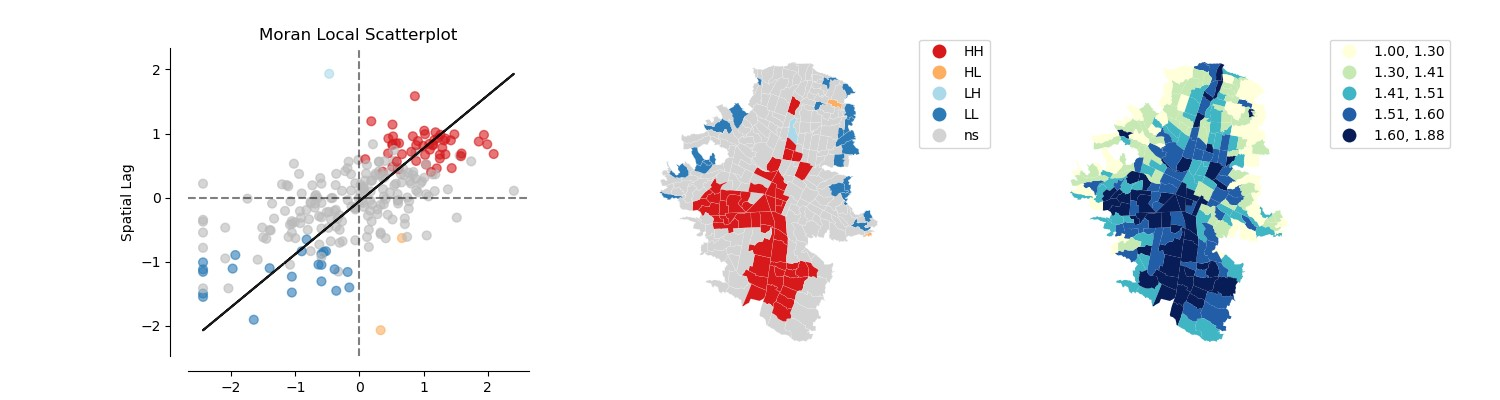 Moran Local Scatterplot
Spatial Lag
2
1
0
−1
−2
−2
−1
0
1
2
HH
HL
LH
LL
ns
1.00, 1.30
1.30, 1.41
1.41, 1.51
1.51, 1.60
1.60, 1.88